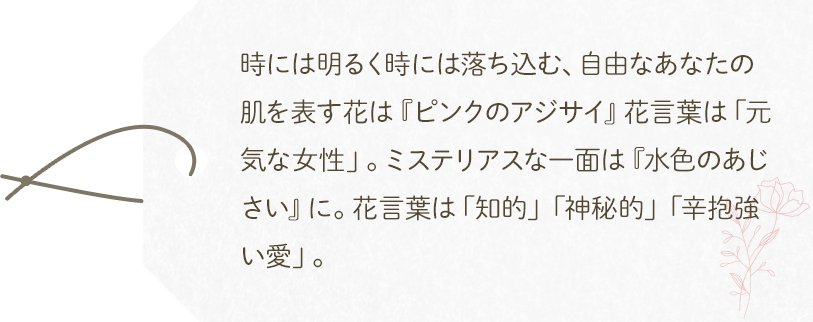 時には明るく時には落ち込む、自由なあなたの
肌を表す花は『ピンクのアジサイ』花言葉は「元
気な女性」。ミステリアスな一面は『水色のあじ
さい』に。花言葉は「知的」「神秘的」「辛抱強
い愛」。